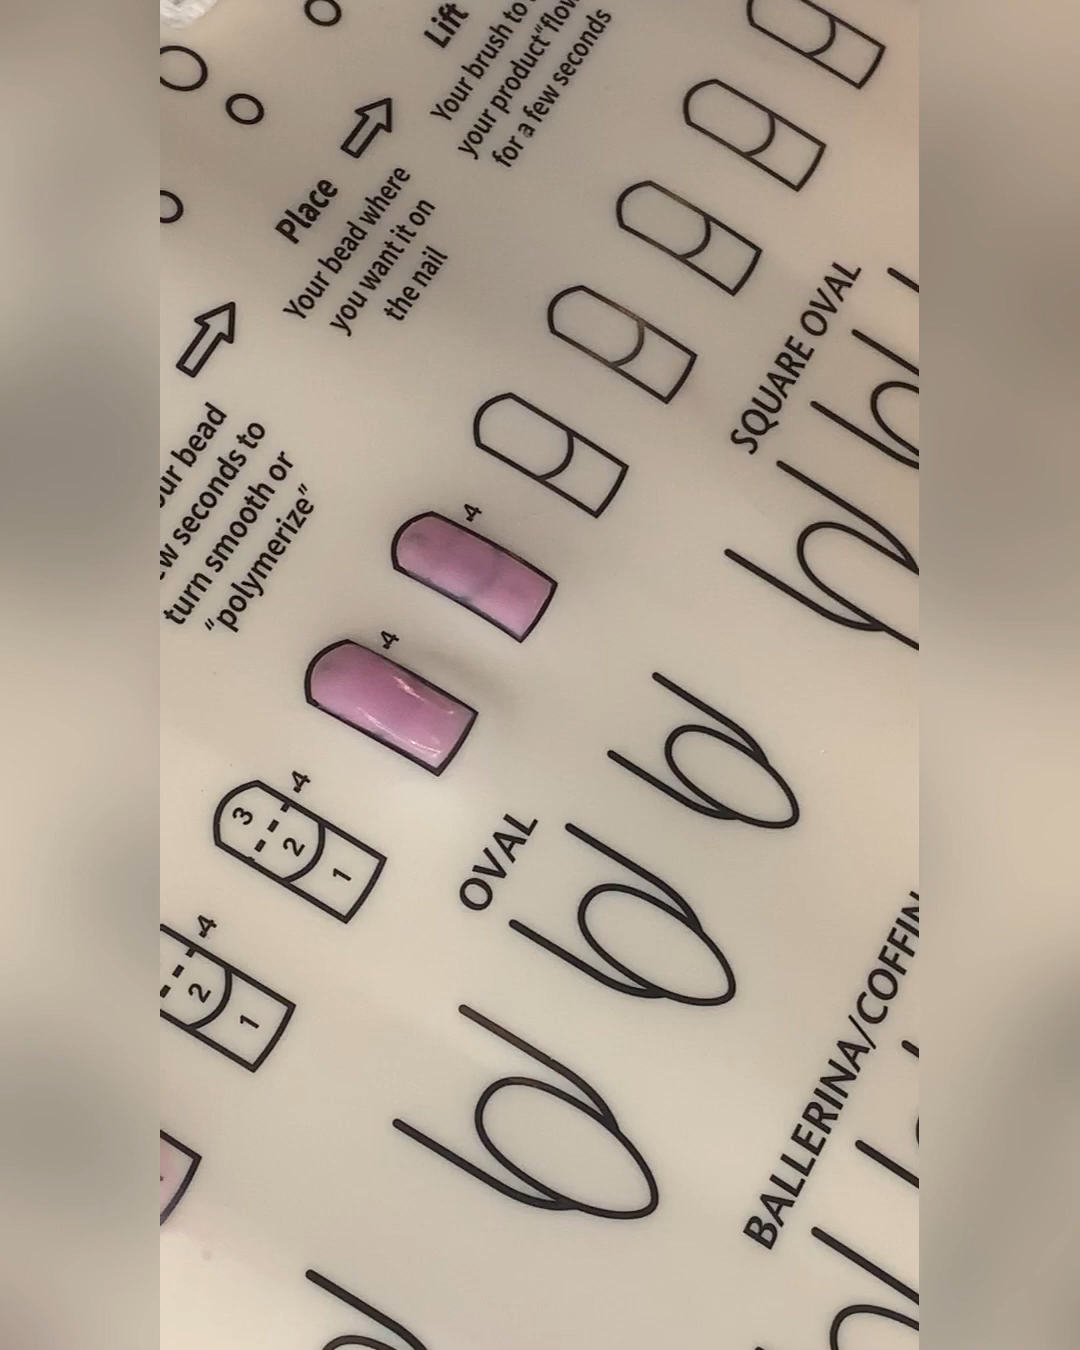 Lift
Your brush to
your product "flow
for a few seconds
Place
Your bead where
you want it on
the nail
bead
seconds to
turn smooth or
"polymerize"
SQUARE OVAL
.4
.4
3
.4
2
1
.4
2
1
OVAL
BALLERINA/COFFIN